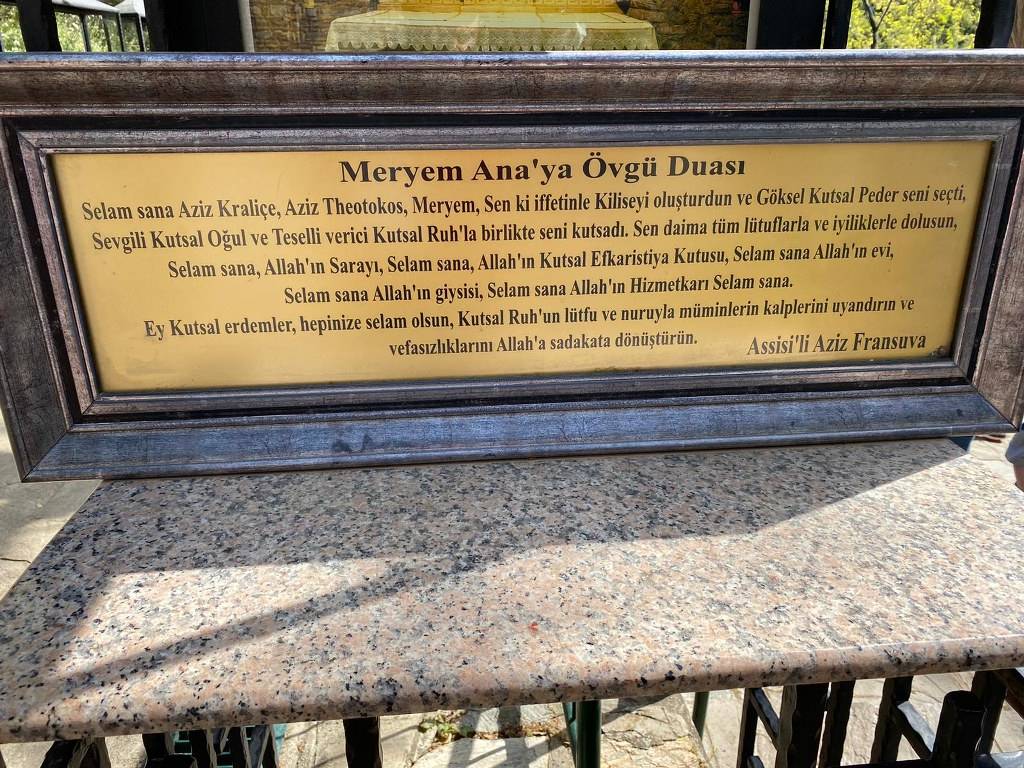 Meryem Ana'ya Övgü Duası
Selam sana Aziz Kraliçe, Aziz Theotokos, Meryem, Sen ki iffetinle Kiliseyi oluşturdun ve Göksel Kutsal Peder seni seçti,
Sevgili Kutsal Oğul ve Teselli verici Kutsal Ruh'la birlikte seni kutsadı. Sen daima tüm lütuflarla ve iyiliklerle dolusun,
Selam sana, Allah'ın Sarayı, Selam sana, Allah'ın Kutsal Efkaristiya Kutusu, Selam sana Allah'ın evi,
Selam sana Allah'ın giysisi, Selam sana Allah'ın Hizmetkarı Selam sana.
Ey Kutsal erdemler, hepinize selam olsun, Kutsal Ruh'un lütfu ve nuruyla müminlerin kalplerini uyandırın ve
vefasızlıklarını Allah'a sadakata dönüştürün.
Assisi'li Aziz Fransuva